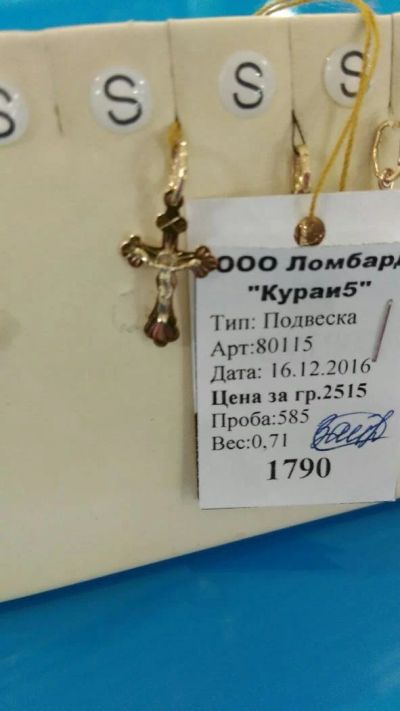 S S S S
ООО Ломбард
"Кураи5"
Тип: Подвеска
Арт:80115
Дата: 16.12.2016
Цена за гр.2515
Проба:585
Вес:0,71
1790